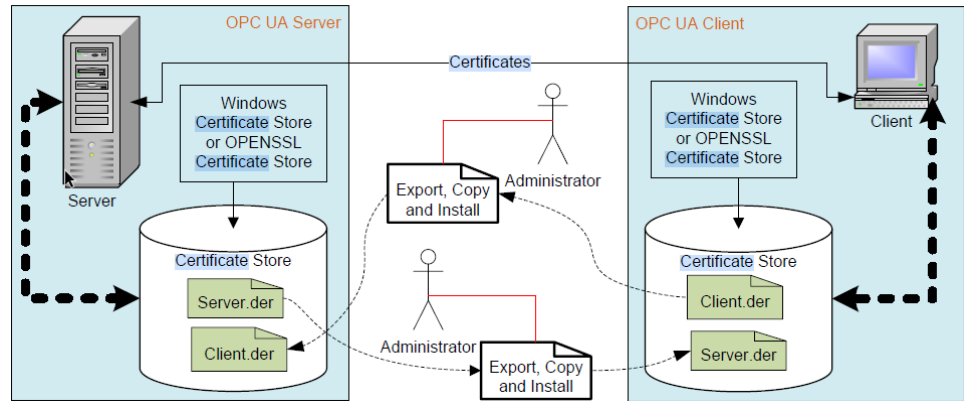 OPC UA Server
OPC UA Client
Certificates
Windows
Certificate Store
or OPENSSL
Certificate Store
Windows
Certificate Store
or OPENSSL
Certificate Store
Client
Server
Administrator
Export, Copy
and Install
Certificate Store
Server.der
Client.der
Certificate Store
Client.der
Server.der
Administrator
Export, Copy
and Install